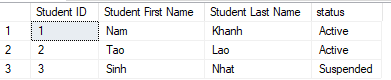 Student ID Student First Name Student Last Name status
1 1 Nam Khanh Active
2 2 Tao Lao Active
3 3 Sinh Nhat Suspended